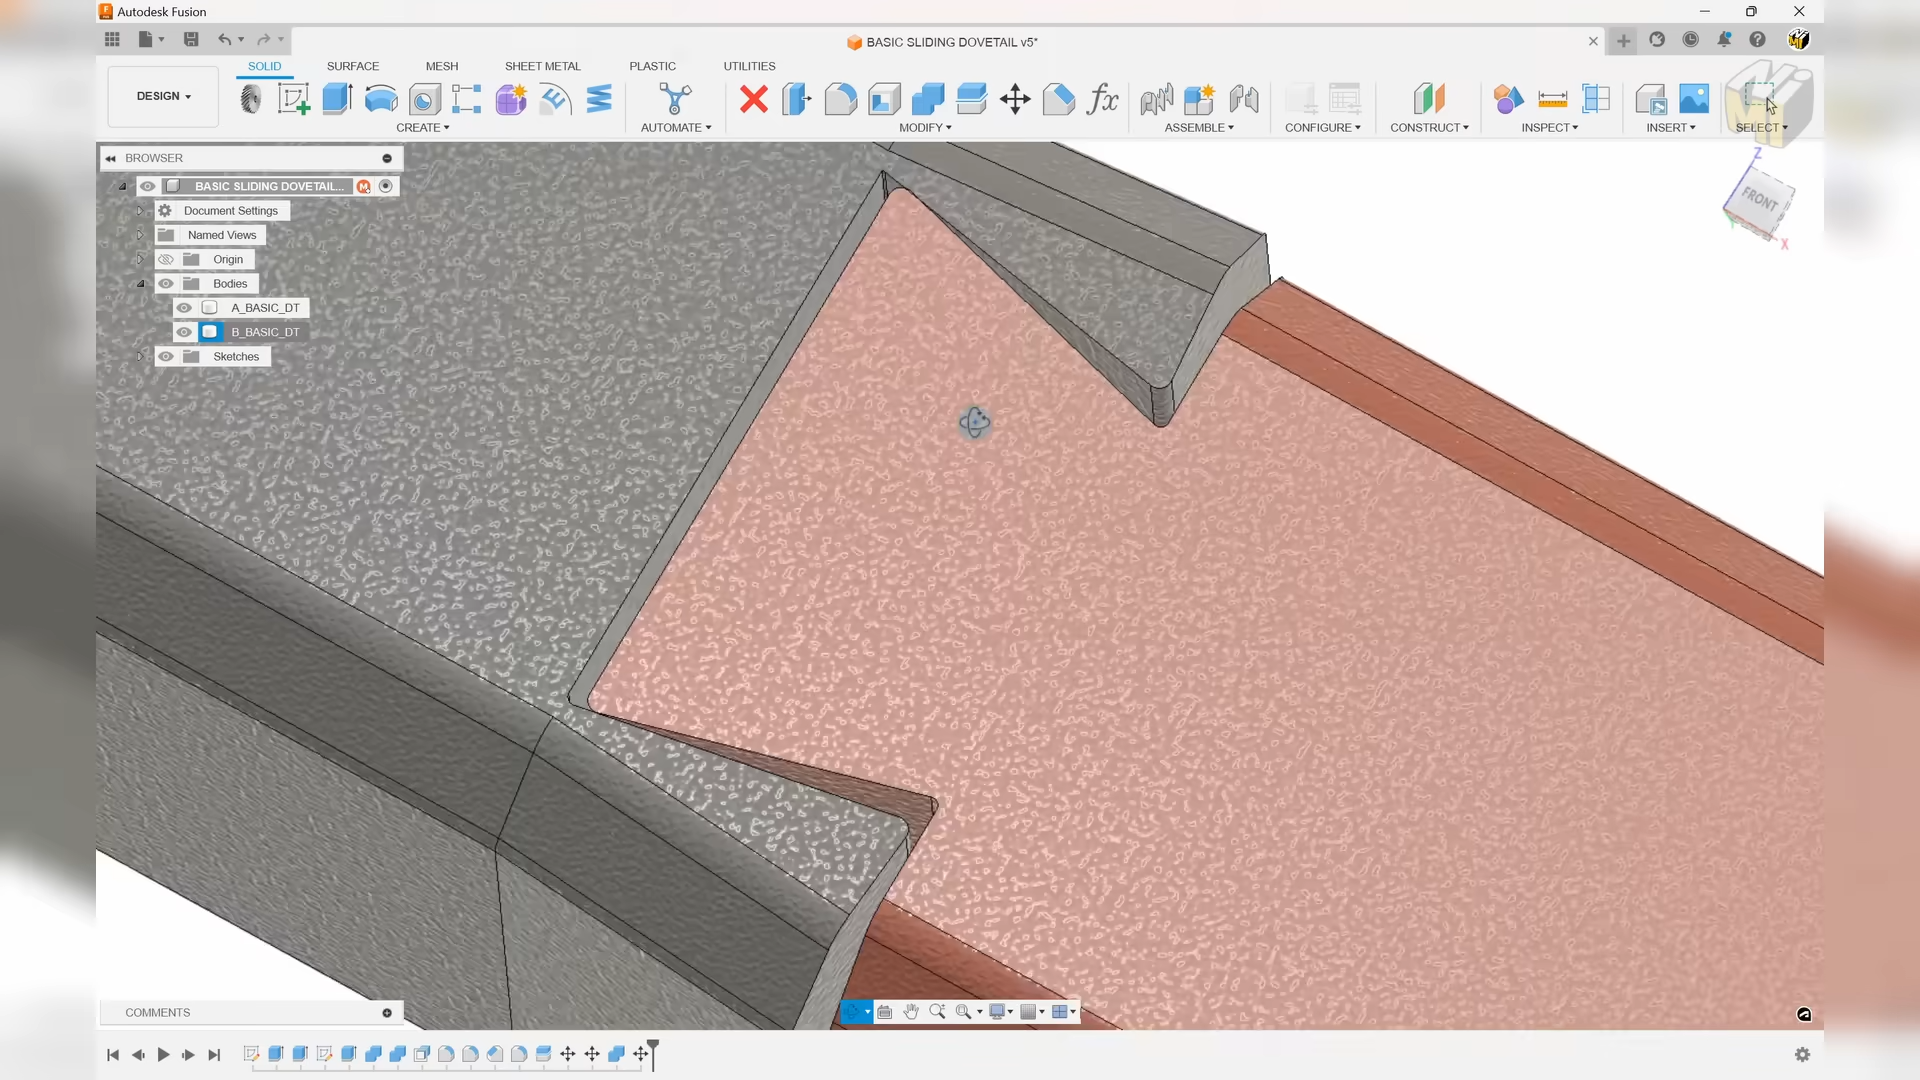 Autodesk Fusion
BASIC SLIDING DOVETAIL v5*
SOLID
SURFACE
MESH
SHEET METAL
PLASTIC
UTILITIES
DESIGN
CREATE
AUTOMATE
MODIFY
ASSEMBLE
CONFIGURE
CONSTRUCT
INSPECT
INSERT
SELECT
BROWSER
BASIC SLIDING DOVETAIL...
Document Settings
Named Views
Origin
Bodies
A_BASIC_DT
B_BASIC_DT
Sketches
Z
FRONT
X
COMMENTS